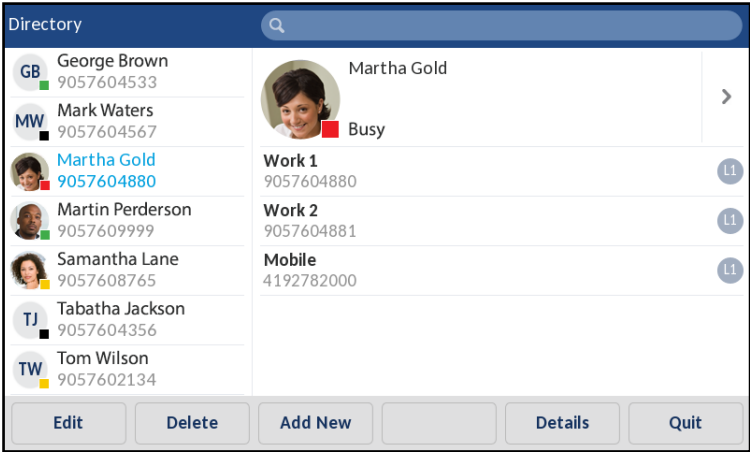 Directory
GB
George Brown
9057604533
MW
Mark Waters
9057604567
Martha Gold
9057604880
Martin Perderson
9057609999
Samantha Lane
9057608765
TJ
Tabatha Jackson
9057604356
TW
Tom Wilson
9057602134
Martha Gold
Busy
Work 1
9057604880
L1
Work 2
9057604881
L1
Mobile
4192782000
L1
Edit Delete Add New Details Quit